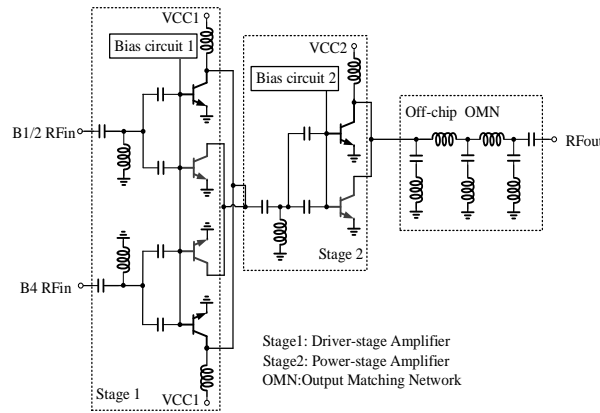 VCC1
Bias circuit 1
B1/2 RFin
B4 RFin
VCC1
Stage 1
VCC2
Bias circuit 2
Stage 2
Off-chip OMN
RFout
Stage1: Driver-stage Amplifier
Stage2: Power-stage Amplifier
OMN:Output Matching Network